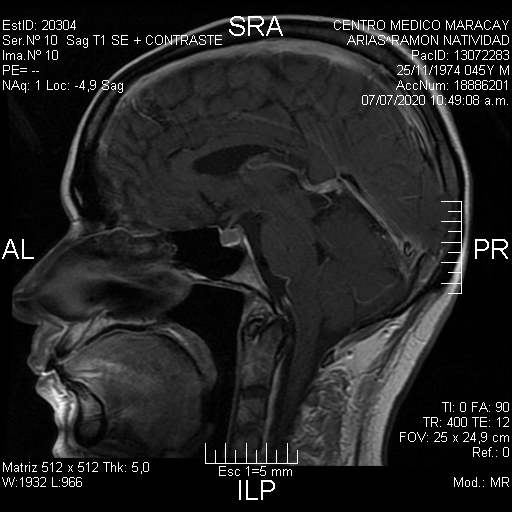 EstID: 20304
Ser.Nº 10 Sag T1 SE + CONTRASTE
Ima.Nº 10
PE= --
NAq: 1 Loc: -4,9 Sag
SRA
CENTRO MEDICO MARACAY
ARIAS^RAMON NATIVIDAD
PacID: 13072283
25/11/1974 045Y M
AccNum: 18886201
07/07/2020 10:49:08 a.m.
AL
PR
TI: 0 FA: 90
TR: 400 TE: 12
FOV: 25 x 24,9 cm
Ref.: 0
Matriz 512 x 512 Thk: 5,0
W:1932 L:966
Esc 1=5 mm
ILP
Mod.: MR